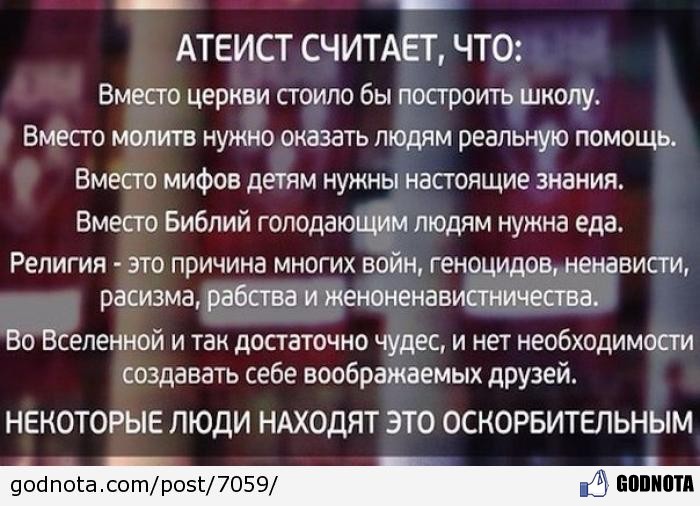 АТЕИСТ СЧИТАЕТ, ЧТО:
Вместо церкви стоило бы построить школу.
Вместо молитв нужно оказать людям реальную помощь.
Вместо мифов детям нужны настоящие знания.
Вместо Библий голодающим людям нужна еда.
Религия - это причина многих войн, геноцидов, ненависти,
расизма, рабства и женоненавистничества.
Во Вселенной и так достаточно чудес, и нет необходимости
создавать себе воображаемых друзей.
НЕКОТОРЫЕ ЛЮДИ НАХОДЯТ ЭТО ОСКОРБИТЕЛЬНЫМ
godnota.com/post/7059/
GODNOTA